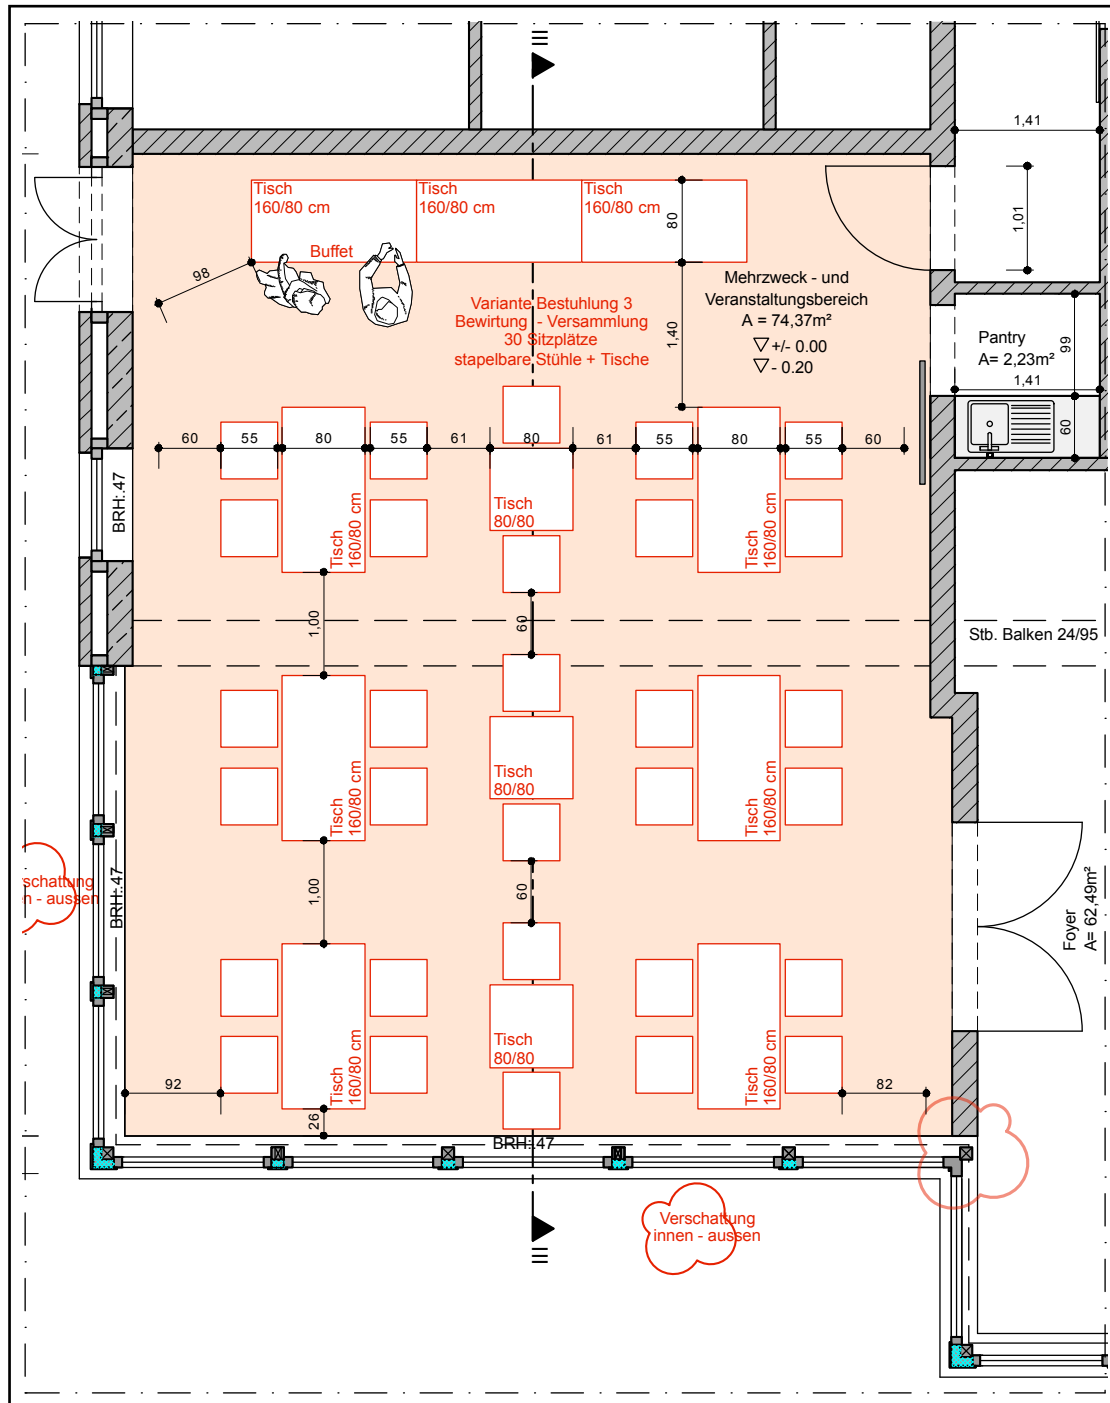 III
1,41
Tisch
160/80 cm
Tisch
160/80 cm
Tisch
160/80 cm
80
1,01
Buffet
98
Mehrzweck - und
Veranstaltungsbereich
A = 74,37m²
+/- 0.00
- 0.20
Variante Bestuhlung 3
Bewirtung - Versammlung
30 Sitzplätze
stapelbare Stühle + Tische
1,40
Pantry
A= 2,23m²
99
1,41
60
60
55
80
55
61
80
61
55
80
55
60
BRH:.47
Tisch
160/80 cm
Tisch
80/80
Tisch
160/80 cm
1,00
60
Stb. Balken 24/95
Tisch
160/80 cm
Tisch
80/80
Tisch
160/80 cm
schattung
n - aussen
BRH:.47
1,00
60
Foyer
A= 62,49m²
Tisch
160/80 cm
Tisch
80/80
Tisch
160/80 cm
92
82
26
BRH:.47
Verschattung
innen - aussen
III